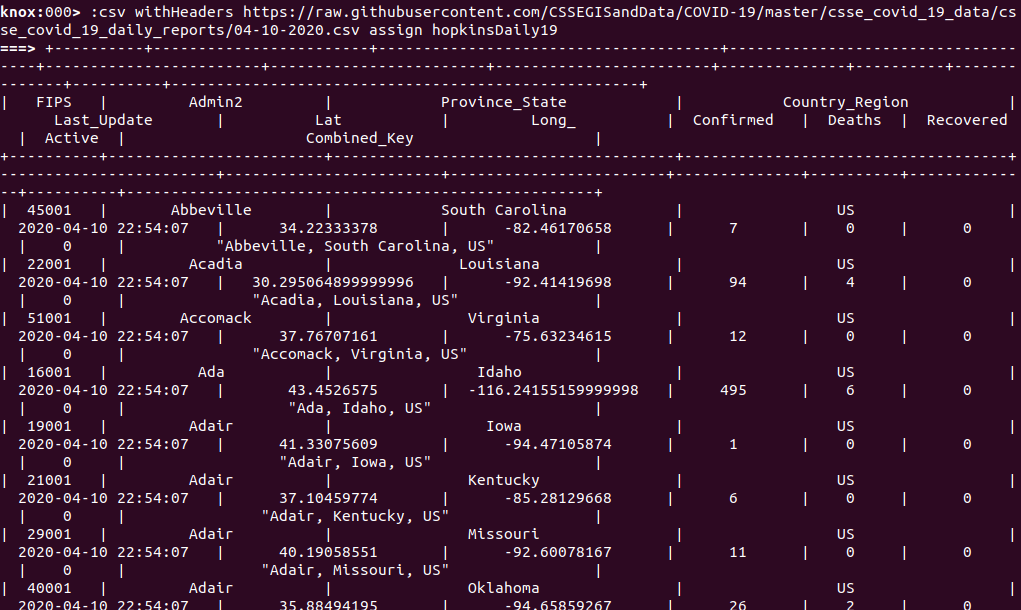 knox:000> :csv withHeaders https://raw.githubusercontent.com/CSSEGISandData/COVID-19/master/csse_covid_19_data/cs
se_covid_19_daily_reports/04-10-2020.csv assign hopkinsDaily19
===> +----------+------------------------+--------------------------------------+-------------------------------
----+------------------------+------------------------+------------------------+--------------+----------+-------
-------+----------+----------------------------------------------------+
| FIPS | Admin2 | Province_State | Country_Region |
Last_Update | Lat | Long_ | Confirmed | Deaths | Recovered
| Active | Combined_Key |
+----------+------------------------+--------------------------------------+------------------------------------+
------------------------+------------------------+------------------------+--------------+----------+------------
--+----------+----------------------------------------------------+
| 45001 | Abbeville | South Carolina | US |
2020-04-10 22:54:07 | 34.22333378 | -82.46170658 | 7 | 0 | 0
| 0 | "Abbeville, South Carolina, US" |
| 22001 | Acadia | Louisiana | US |
2020-04-10 22:54:07 | 30.295064899999996 | -92.41419698 | 94 | 4 | 0
| 0 | "Acadia, Louisiana, US" |
| 51001 | Accomack | Virginia | US |
2020-04-10 22:54:07 | 37.76707161 | -75.63234615 | 12 | 0 | 0
| 0 | "Accomack, Virginia, US" |
| 16001 | Ada | Idaho | US |
2020-04-10 22:54:07 | 43.4526575 | -116.24155159999998 | 495 | 6 | 0
| 0 | "Ada, Idaho, US" |
| 19001 | Adair | Iowa | US |
2020-04-10 22:54:07 | 41.33075609 | -94.47105874 | 1 | 0 | 0
| 0 | "Adair, Iowa, US" |
| 21001 | Adair | Kentucky | US |
2020-04-10 22:54:07 | 37.10459774 | -85.28129668 | 6 | 0 | 0
| 0 | "Adair, Kentucky, US" |
| 29001 | Adair | Missouri | US |
2020-04-10 22:54:07 | 40.19058551 | -92.60078167 | 11 | 0 | 0
| 0 | "Adair, Missouri, US" |
| 40001 | Adair | Oklahoma | US |
2020-04-10 22:54:07 | 35.88494195 | -94.65859267 | 26 | 2 | 0